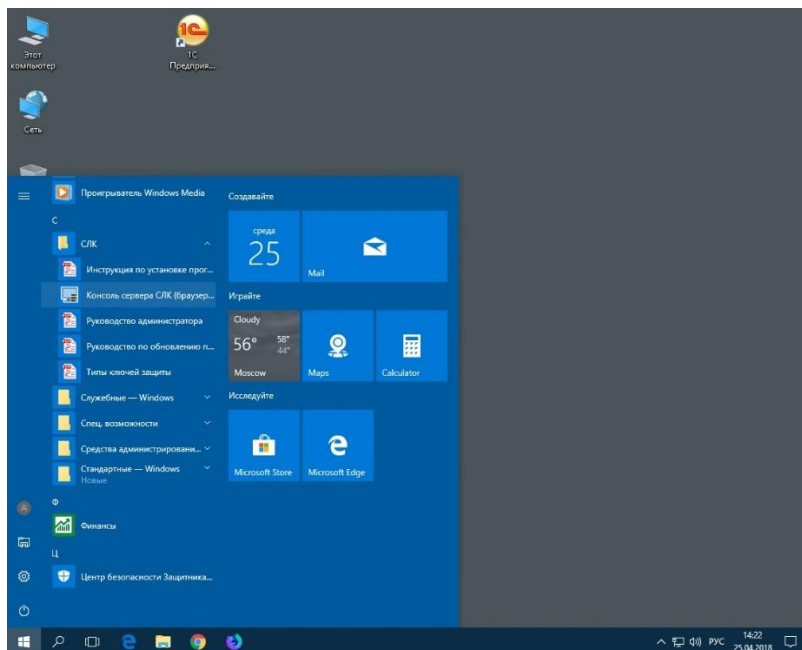 Этот
компьютер
1С
Предприя...
Сеть
Проигрыватель Windows Media
С
СЛК
Инструкция по установке прог...
Консоль сервера СЛК (браузер...
Руководство администратора
Руководство по обновлению п...
Типы ключей защиты
Служебные — Windows
Спец. возможности
Средства администрировани...
Стандартные — Windows
Новые
Ф
Финансы
Ц
Центр безопасности Защитника...
Создавайте
среда
25
Mail
Играйте
Cloudy
56° 58°
44°
Moscow
Maps
Calculator
Исследуйте
Microsoft Store
Microsoft Edge
РУС
14:22
25.04.2018